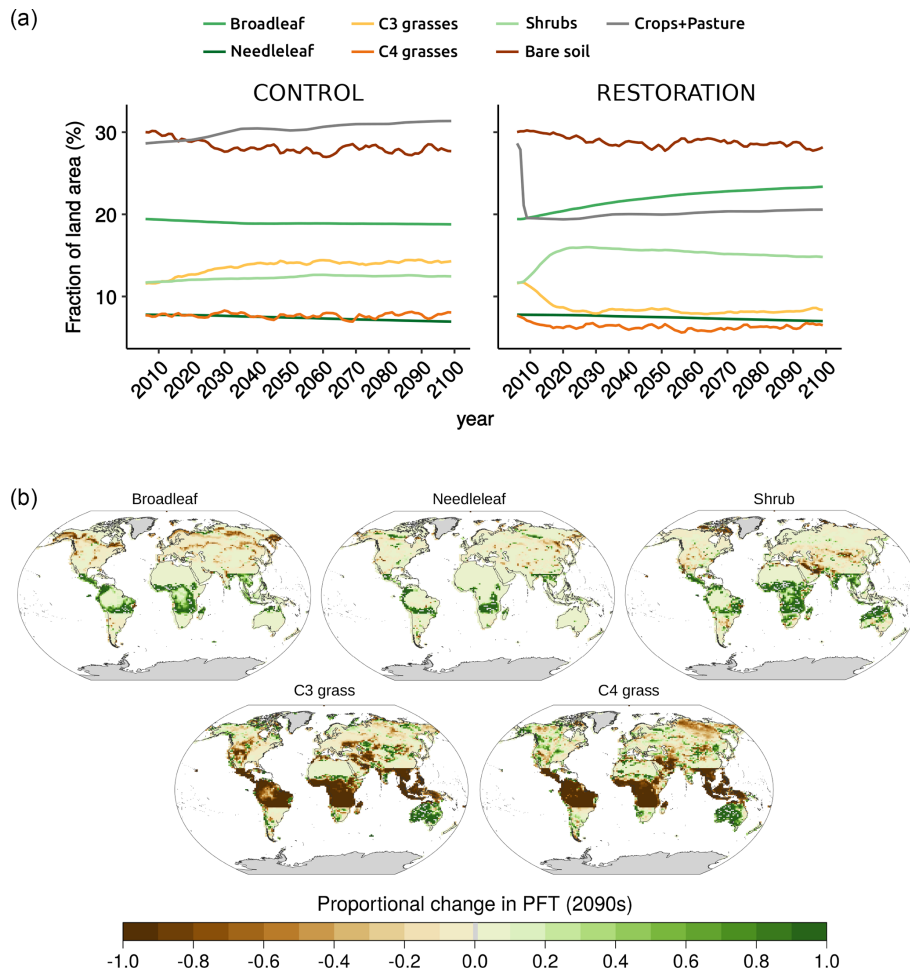 (a)
Broadleaf C3 grasses Shrubs Crops+Pasture
Needleleaf C4 grasses Bare soil
CONTROL RESTORATION
Fraction of land area (%)
30
20
10
2010 2020 2030 2040 2050 2060 2070 2080 2090 2100 2010 2020 2030 2040 2050 2060 2070 2080 2090 2100
year
(b)
Broadleaf Needleleaf Shrub
C3 grass C4 grass
Proportional change in PFT (2090s)
-1.0 -0.8 -0.6 -0.4 -0.2 0.0 0.2 0.4 0.6 0.8 1.0